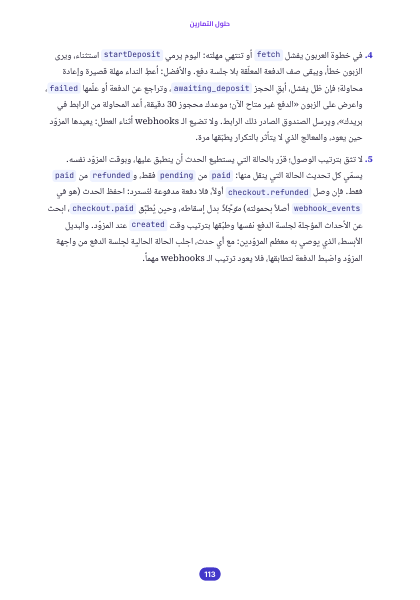 حلول التمارين
4. في خطوة العربون يفشل fetch أو تنتهي مهلته: اليوم يرمي startDeposit استثناء، ويرى
الزبون خطأ، ويبقى صف الدفعة المعلّقة بلا جلسة دفع. والأفضل: أعطِ النداء مهلة قصيرة وإعادة
محاولة؛ فإن ظل يفشل، أبقِ الحجز awaiting_deposit، وتراجع عن الدفعة أو علّمها failed،
واعرض على الزبون «الدفع غير متاح الآن؛ موعدك محجوز 30 دقيقة، أعد المحاولة من الرابط في
بريدك»، ويرسل الصندوق الصادر ذلك الرابط. ولا تضيع الـ webhooks أثناء العطل: يعيدها المزوّد
حين يعود، والمعالج الذي لا يتأثر بالتكرار يطبّقها مرة.
5. لا تثق بترتيب الوصول؛ قرّر بالحالة التي يستطيع الحدث أن ينطبق عليها، وبوقت المزوّد نفسه.
يسمّي كل تحديث الحالة التي ينقل منها: paid من pending فقط، و refunded من paid
فقط. فإن وصل checkout.refunded أولاً، فلا دفعة مدفوعة لتُسترد: احفظ الحدث (هو في
webhook_events أصلاً بحمولته) مؤجّلاً بدل إسقاطه، وحين يُطبّق checkout.paid، ابحث
عن الأحداث المؤجلة لجلسة الدفع نفسها وطبّقها بترتيب وقت created عند المزوّد. والبديل
الأبسط، الذي يوصي به معظم المزوّدين: مع أي حدث، اجلب الحالة الحالية لجلسة الدفع من واجهة
المزوّد واضبط الدفعة لتطابقها، فلا يعود ترتيب الـ webhooks مهماً.
113